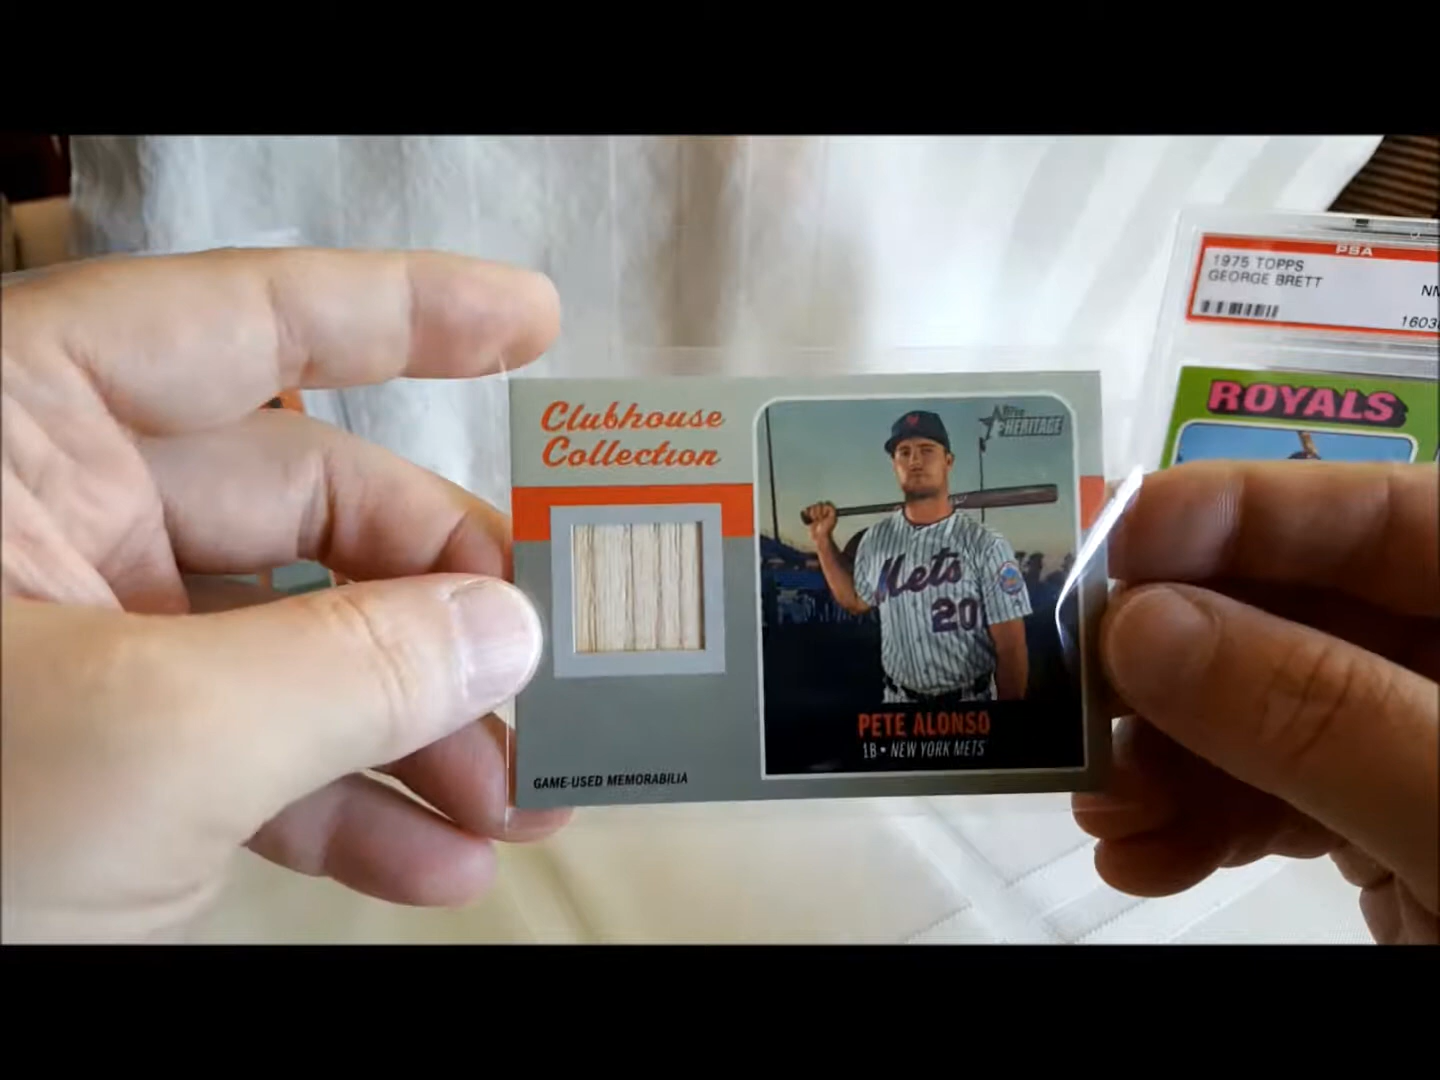 PSA
1975 TOPPS
GEORGE BRETT
NM
1603
ROYALS
Clubhouse
Collection
Topps
HERITAGE
Mets
20
PETE ALONSO
1B • NEW YORK METS
GAME-USED MEMORABILIA